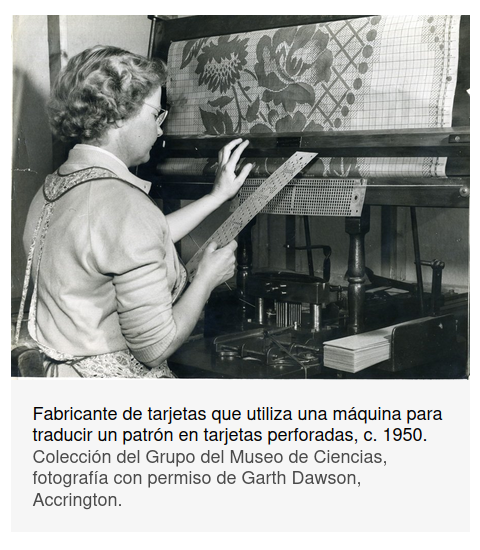 Fabricante de tarjetas que utiliza una máquina para
traducir un patrón en tarjetas perforadas, c. 1950.
Colección del Grupo del Museo de Ciencias,
fotografía con permiso de Garth Dawson,
Accrington.